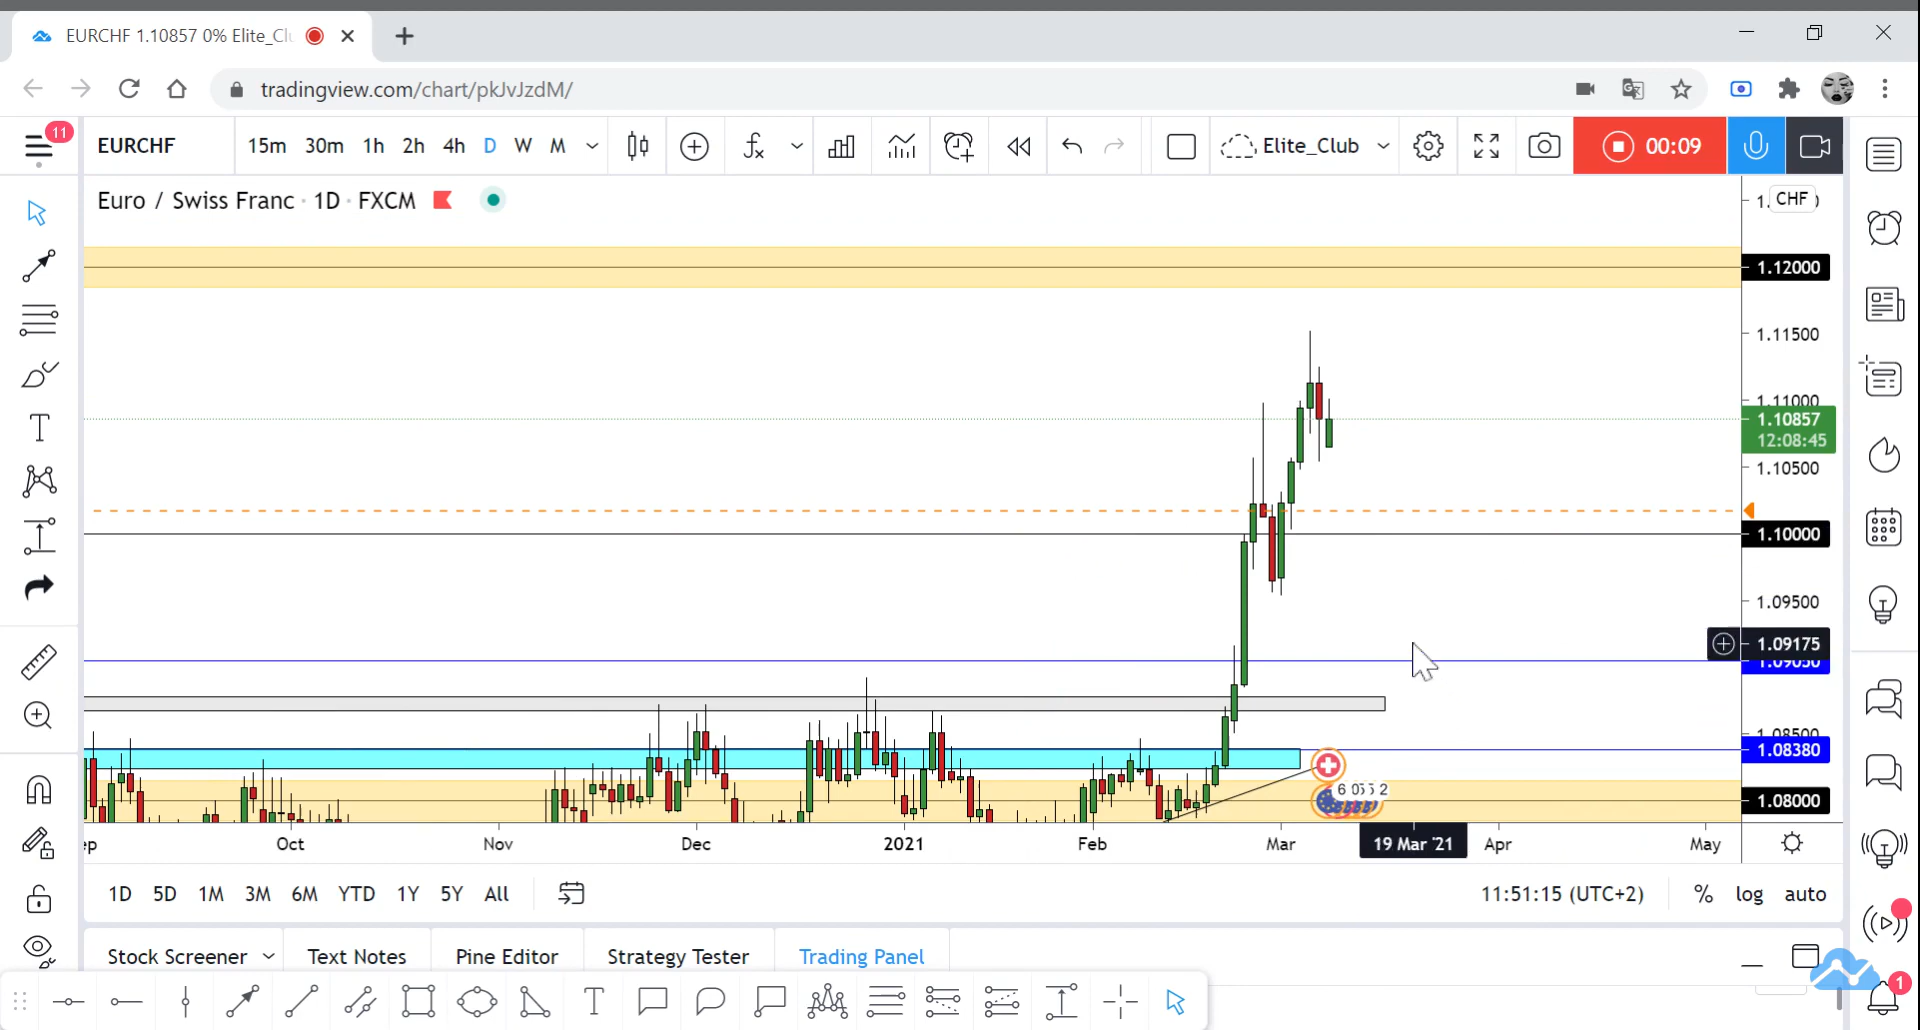 EURCHF 1.10857 0% Elite_Clu
tradingview.com/chart/pkJvJzdM/
11
EURCHF 15m 30m 1h 2h 4h D W M Elite_Club 00:09
Euro / Swiss Franc · 1D · FXCM
CHF
1.12000
1.11500
1.11000
1.10857
12:08:45
1.10500
1.10000
1.09500
1.09175
1.09050
1.08500
1.08380
1.08000
Oct Nov Dec 2021 Feb Mar 19 Mar '21 Apr May
1D 5D 1M 3M 6M YTD 1Y 5Y All 11:51:15 (UTC+2) % log auto
Stock Screener Text Notes Pine Editor Strategy Tester Trading Panel
1